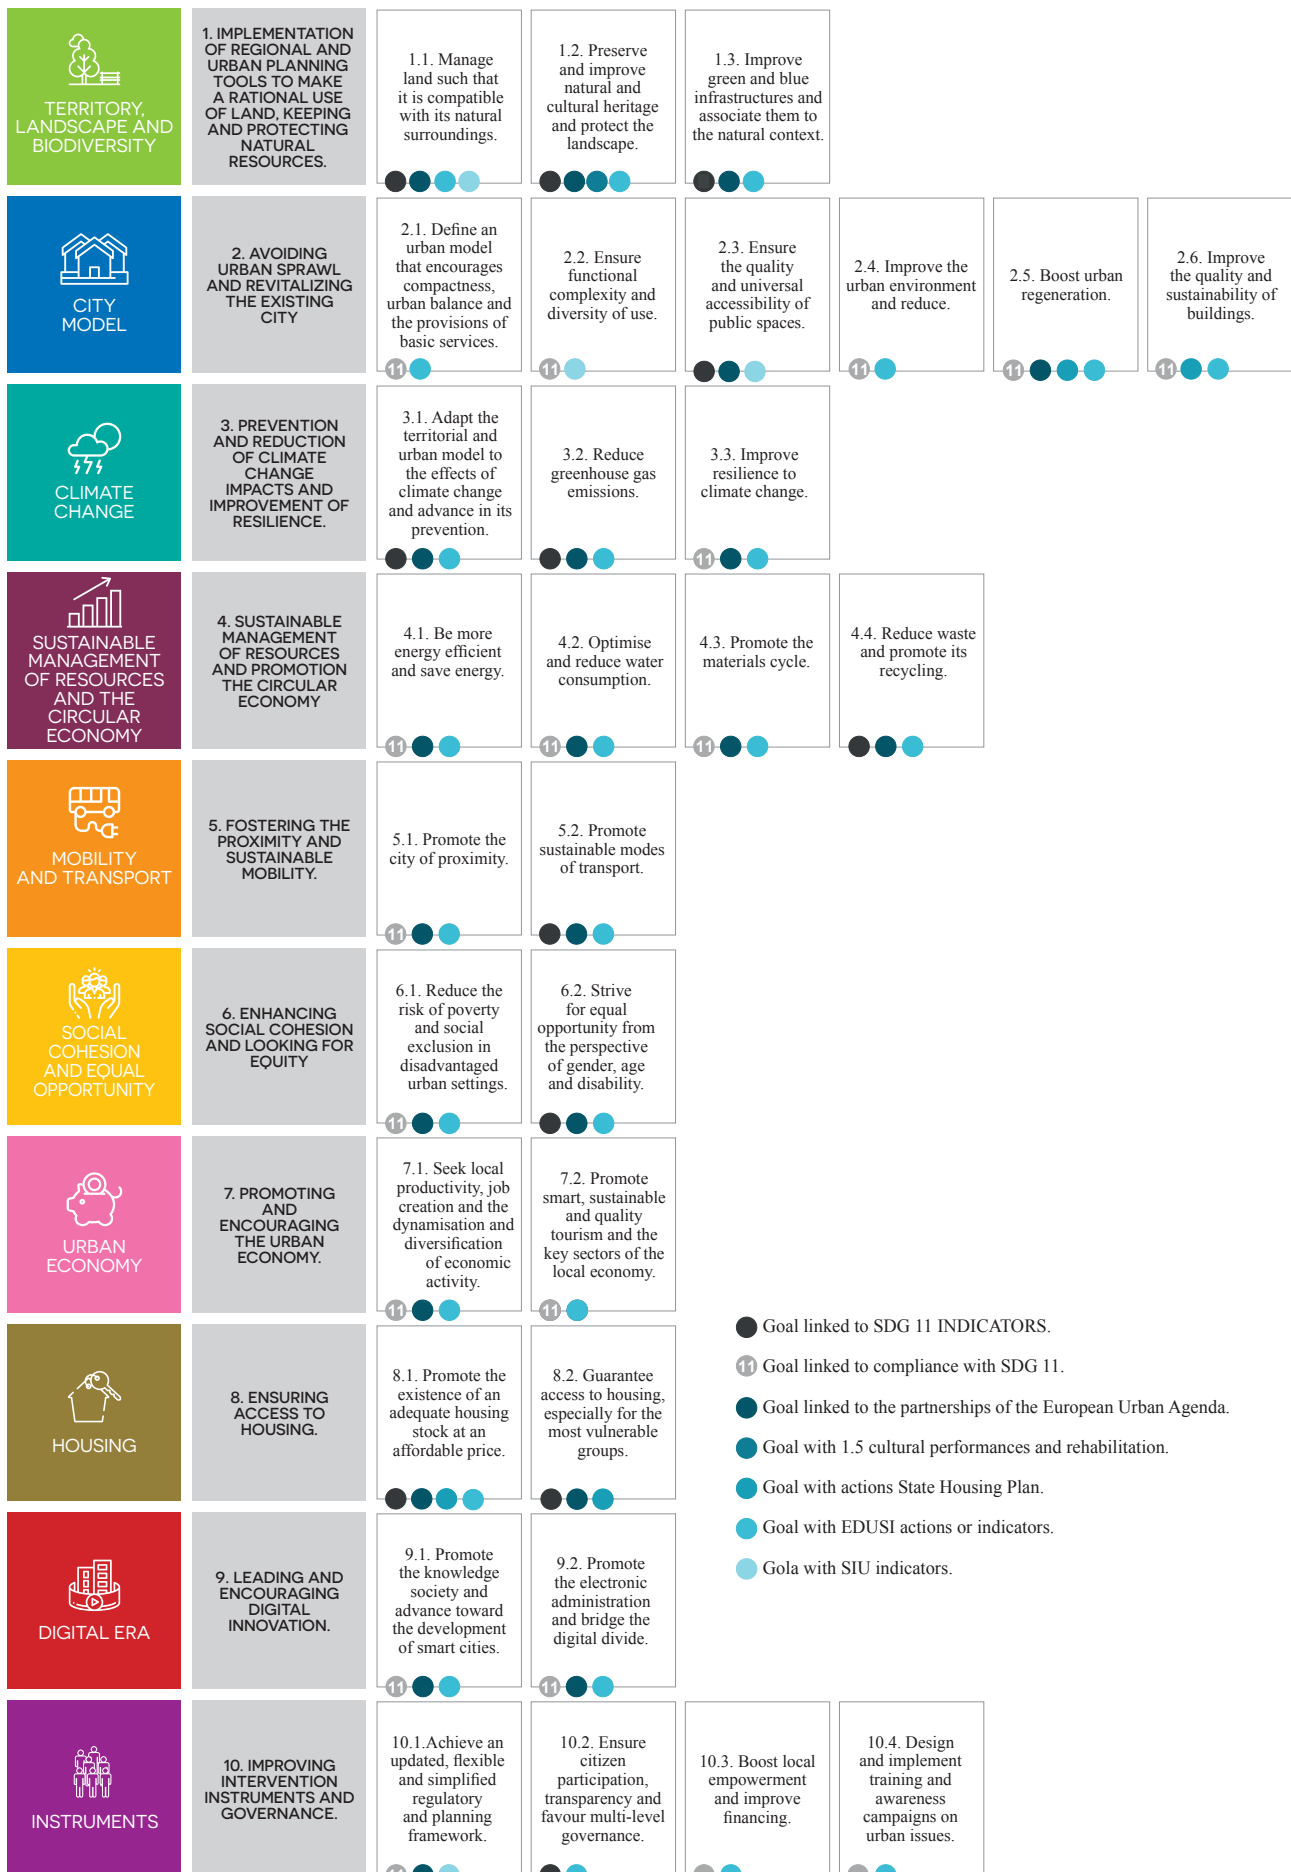 TERRITORY,
LANDSCAPE AND
BIODIVERSITY
1. IMPLEMENTATION
OF REGIONAL AND
URBAN PLANNING
TOOLS TO MAKE
A RATIONAL USE
OF LAND, KEEPING
AND PROTECTING
NATURAL
RESOURCES.
1.1. Manage
land such that
it is compatible
with its natural
surroundings.
1.2. Preserve
and improve
natural and
cultural heritage
and protect the
landscape.
1.3. Improve
green and blue
infrastructures and
associate them to
the natural context.
CITY
MODEL
2. AVOIDING
URBAN SPRAWL
AND REVITALIZING
THE EXISTING
CITY
2.1. Define an
urban model
that encourages
compactness,
urban balance and
the provisions of
basic services.
11
2.2. Ensure
functional
complexity and
diversity of use.
11
2.3. Ensure
the quality
and universal
accessibility of
public spaces.
2.4. Improve the
urban environment
and reduce.
11
2.5. Boost urban
regeneration.
11
2.6. Improve
the quality and
sustainability of
buildings.
11
CLIMATE
CHANGE
3. PREVENTION
AND REDUCTION
OF CLIMATE
CHANGE
IMPACTS AND
IMPROVEMENT OF
RESILIENCE.
3.1. Adapt the
territorial and
urban model to
the effects of
climate change
and advance in its
prevention.
3.2. Reduce
greenhouse gas
emissions.
3.3. Improve
resilience to
climate change.
11
SUSTAINABLE
MANAGEMENT
OF RESOURCES
AND THE
CIRCULAR
ECONOMY
4. SUSTAINABLE
MANAGEMENT
OF RESOURCES
AND PROMOTION
THE CIRCULAR
ECONOMY
4.1. Be more
energy efficient
and save energy.
11
4.2. Optimise
and reduce water
consumption.
11
4.3. Promote the
materials cycle.
11
4.4. Reduce waste
and promote its
recycling.
MOBILITY
AND TRANSPORT
5. FOSTERING THE
PROXIMITY AND
SUSTAINABLE
MOBILITY.
5.1. Promote the
city of proximity.
11
5.2. Promote
sustainable modes
of transport.
SOCIAL
COHESION
AND EQUAL
OPPORTUNITY
6. ENHANCING
SOCIAL COHESION
AND LOOKING FOR
EQUITY
6.1. Reduce the
risk of poverty
and social
exclusion in
disadvantaged
urban settings.
11
6.2. Strive
for equal
opportunity from
the perspective
of gender, age
and disability.
URBAN
ECONOMY
7. PROMOTING
AND
ENCOURAGING
THE URBAN
ECONOMY.
7.1. Seek local
productivity, job
creation and the
dynamisation and
diversification
of economic
activity.
11
7.2. Promote
smart, sustainable
and quality
tourism and the
key sectors of the
local economy.
11
HOUSING
8. ENSURING
ACCESS TO
HOUSING.
8.1. Promote the
existence of an
adequate housing
stock at an
affordable price.
8.2. Guarantee
access to housing,
especially for the
most vulnerable
groups.
Goal linked to SDG 11 INDICATORS.
11 Goal linked to compliance with SDG 11.
Goal linked to the partnerships of the European Urban Agenda.
Goal with 1.5 cultural performances and rehabilitation.
Goal with actions State Housing Plan.
Goal with EDUSI actions or indicators.
Gola with SIU indicators.
DIGITAL ERA
9. LEADING AND
ENCOURAGING
DIGITAL
INNOVATION.
9.1. Promote
the knowledge
society and
advance toward
the development
of smart cities.
11
9.2. Promote
the electronic
administration
and bridge the
digital divide.
11
INSTRUMENTS
10. IMPROVING
INTERVENTION
INSTRUMENTS AND
GOVERNANCE.
10.1.Achieve an
updated, flexible
and simplified
regulatory
and planning
framework.
11
10.2. Ensure
citizen
participation,
transparency and
favour multi-level
governance.
10.3. Boost local
empowerment
and improve
financing.
10.4. Design
and implement
training and
awareness
campaigns on
urban issues.